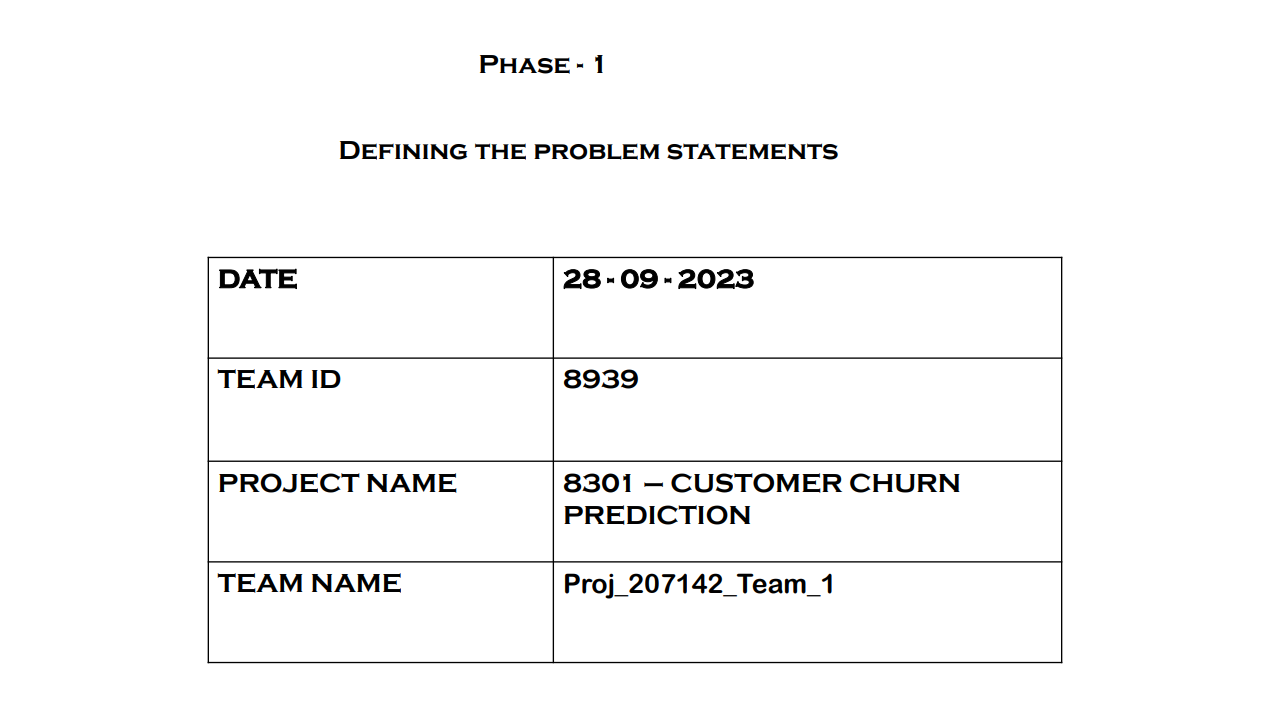 Phase - 1
Defining the problem statements
DATE
28 - 09 - 2023
TEAM ID
8939
PROJECT NAME
8301 – CUSTOMER CHURN
PREDICTION
TEAM NAME
Proj_207142_Team_1